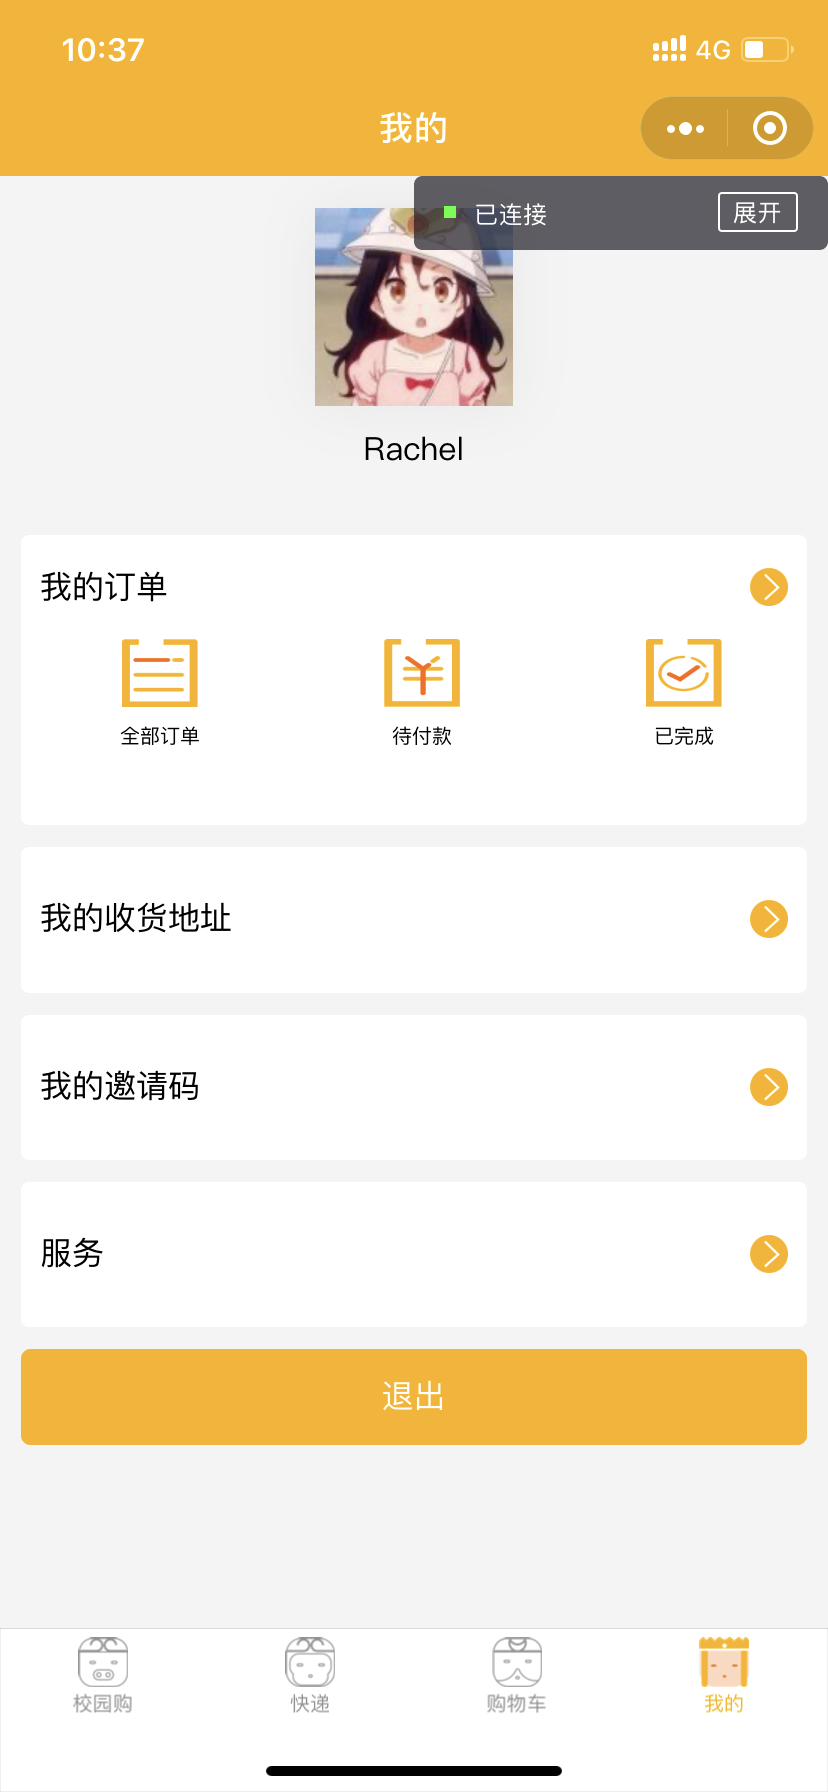 10:37
4G
我的
已连接
展开
Rachel
我的订单
全部订单
待付款
已完成
我的收货地址
我的邀请码
服务
退出
校园购
快递
购物车
我的